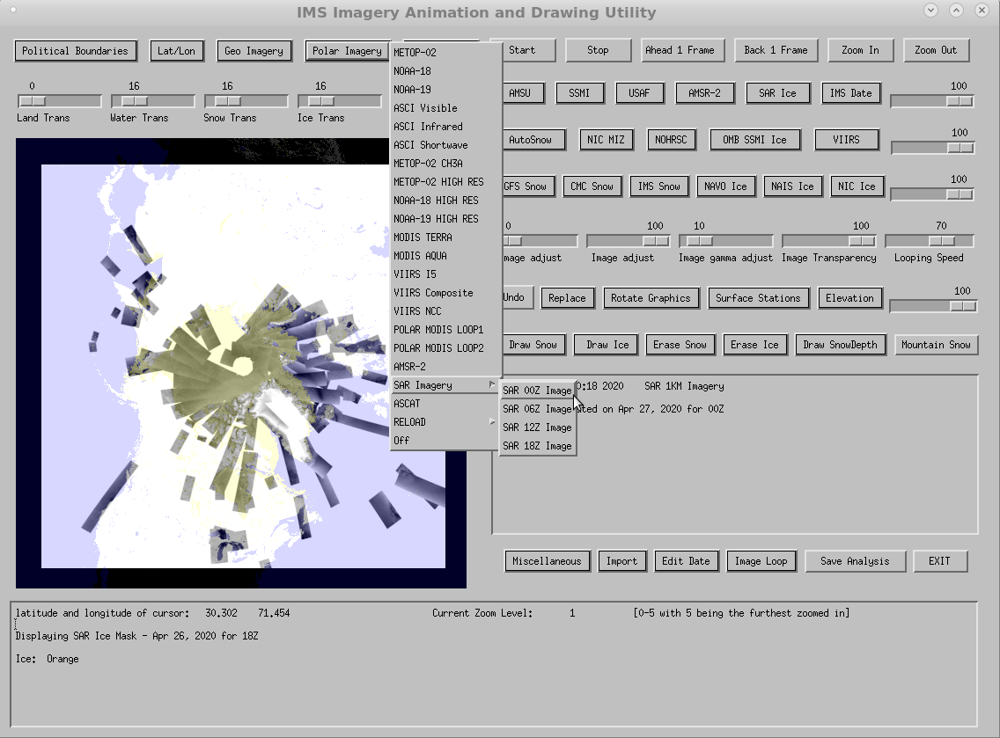 IMS Imagery Animation and Drawing Utility
Political Boundaries Lat/Lon Geo Imagery Polar Imagery Start Stop Ahead 1 Frame Back 1 Frame Zoom In Zoom Out
METOP-02
NOAA-18
NOAA-19
ASCI Visible
ASCI Infrared
ASCI Shortwave
METOP-02 CH3A
METOP-02 HIGH RES
NOAA-18 HIGH RES
NOAA-19 HIGH RES
MODIS TERRA
MODIS AQUA
VIIRS I5
VIIRS Composite
VIIRS NCC
POLAR MODIS LOOP1
POLAR MODIS LOOP2
AMSR-2
SAR Imagery
ASCAT
RELOAD
Off
SAR 00Z Image
SAR 06Z Image
SAR 12Z Image
SAR 18Z Image
0 16 16 16
Land Trans Water Trans Snow Trans Ice Trans
AMSU SSMI USAF AMSR-2 SAR Ice IMS Date 100
AutoSnow NIC MIZ NOHRSC OMB SSMI Ice VIIRS 100
GFS Snow CMC Snow IMS Snow NAVO Ice NAIS Ice NIC Ice 100
0 100 10 100 70
adjust Image adjust Image gamma adjust Image Transparency Looping Speed
Undo Replace Rotate Graphics Surface Stations Elevation 100
Draw Snow Draw Ice Erase Snow Erase Ice Draw SnowDepth Mountain Snow
:18 2020 SAR 1KM Imagery
on Apr 27, 2020 for 00Z
Miscellaneous Import Edit Date Image Loop Save Analysis EXIT
latitude and longitude of cursor: 30.302 71.454 Current Zoom Level: 1 [0-5 with 5 being the furthest zoomed in]
Displaying SAR Ice Mask - Apr 26, 2020 for 18Z
Ice: Orange